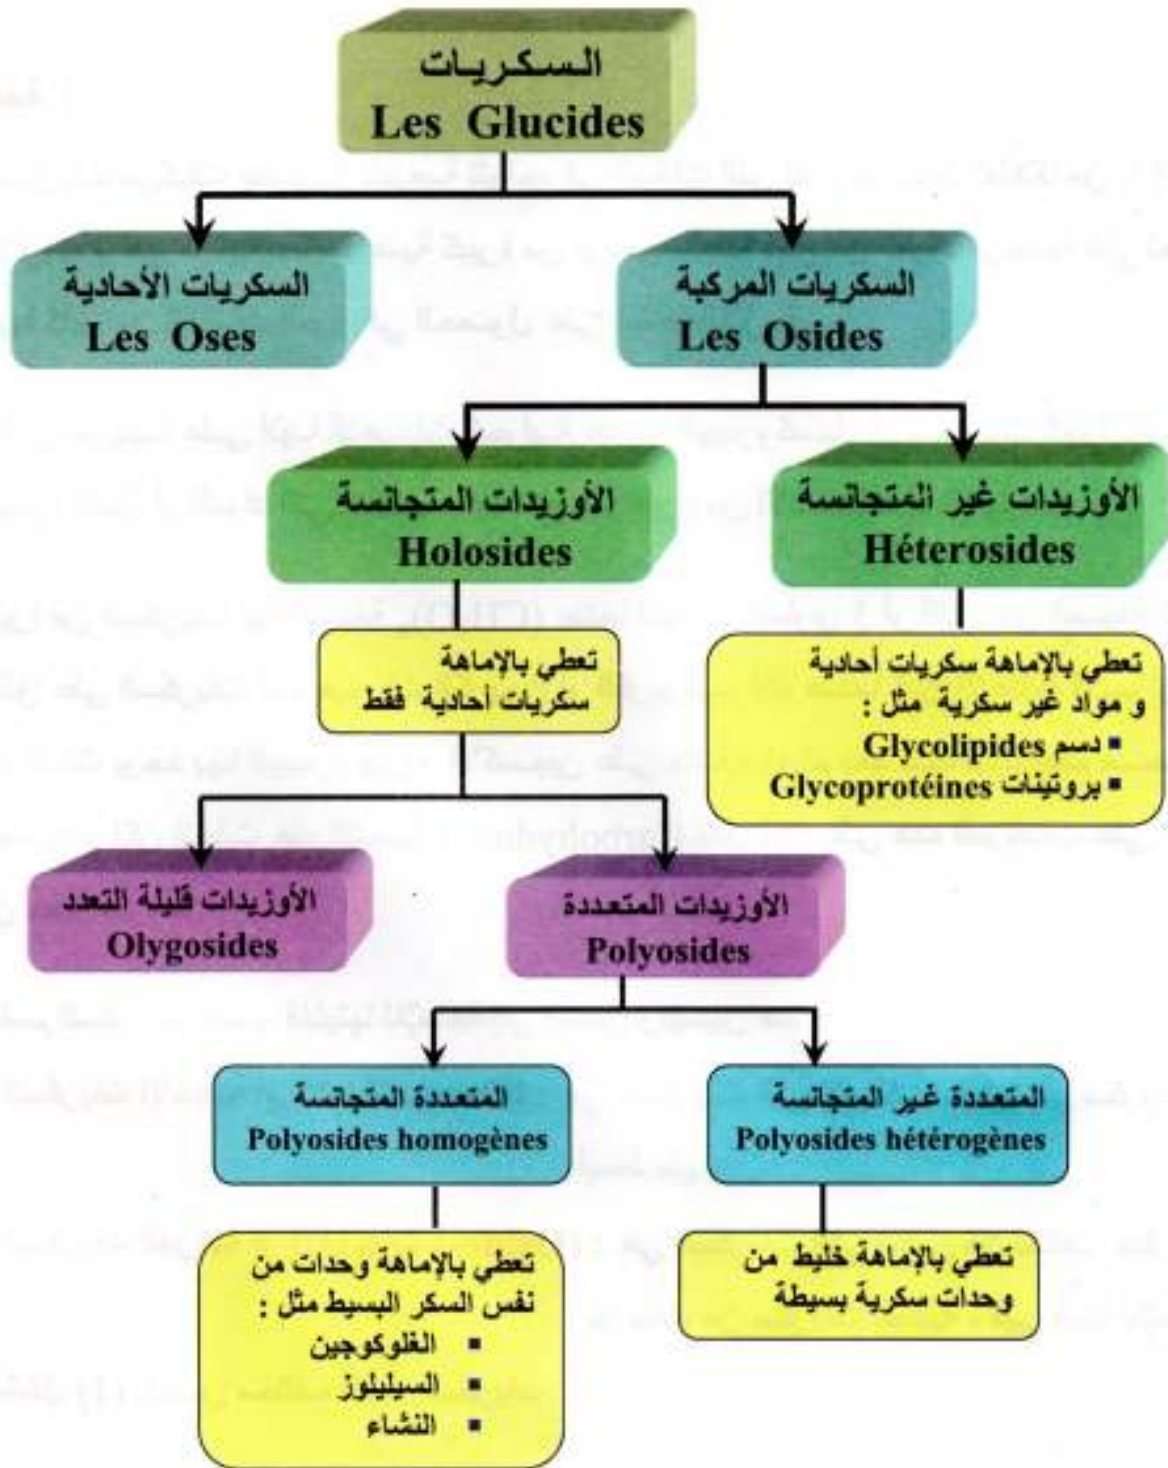 السكريات
Les Glucides
السكريات الأحادية
Les Oses
السكريات المركبة
Les Osides
الأوزيدات المتجانسة
Holosides
الأوزيدات غير المتجانسة
Héterosides
تعطي بالإماهة
سكريات أحادية فقط
تعطي بالإماهة سكريات أحادية
و مواد غير سكرية مثل :
▪ دسم Glycolipides
▪ بروتينات Glycoprotéines
الأوزيدات قليلة التعدد
Olygosides
الأوزيدات المتعددة
Polyosides
المتعددة المتجانسة
Polyosides homogènes
المتعددة غير المتجانسة
Polyosides hétérogènes
تعطي بالإماهة وحدات من
نفس السكر البسيط مثل :
▪ الغلوكوجين
▪ السيليلوز
▪ النشاء
تعطي بالإماهة خليط من
وحدات سكرية بسيطة